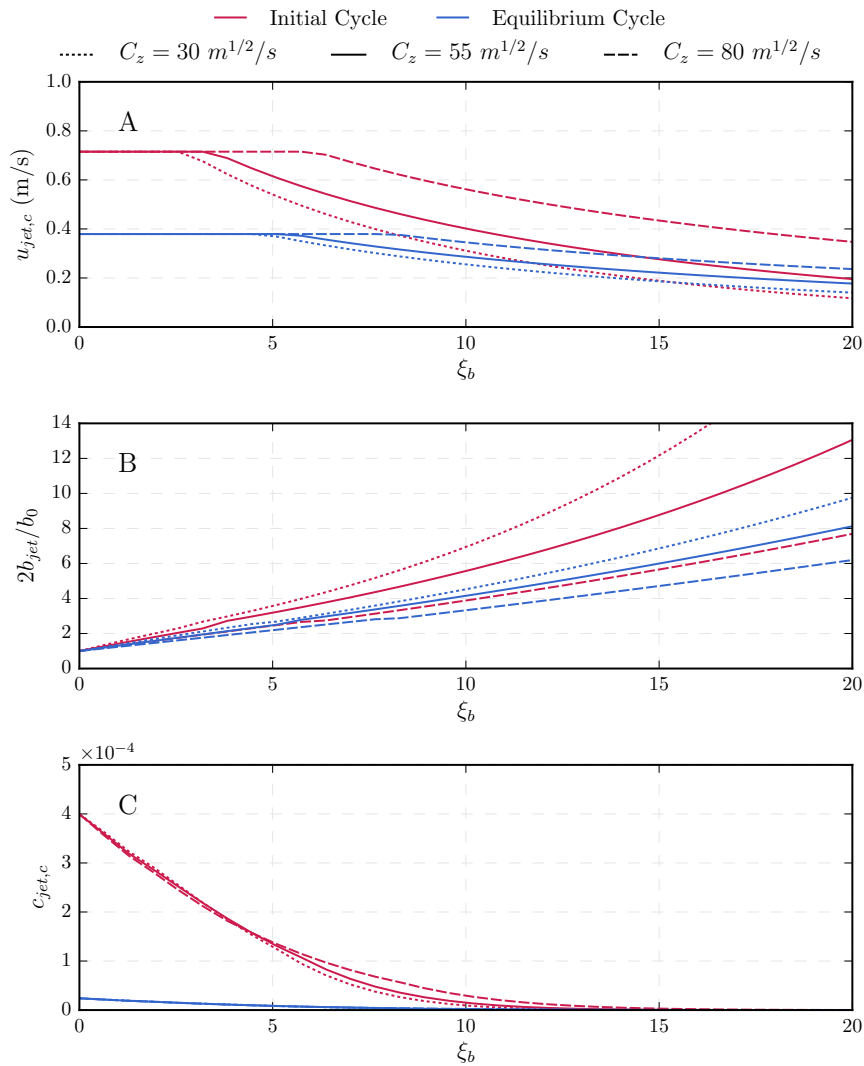 Initial Cycle Equilibrium Cycle
C_z = 30 m^{1/2}/s C_z = 55 m^{1/2}/s C_z = 80 m^{1/2}/s
1.0
0.8
0.6
0.4
0.2
0.0
A
u_{jet,c} (m/s)
0 5 10 15 20
ξ_b
14
12
10
8
6
4
2
0
B
2b_{jet}/b_0
0 5 10 15 20
ξ_b
×10^{-4}
5
4
3
2
1
0
C
c_{jet,c}
0 5 10 15 20
ξ_b